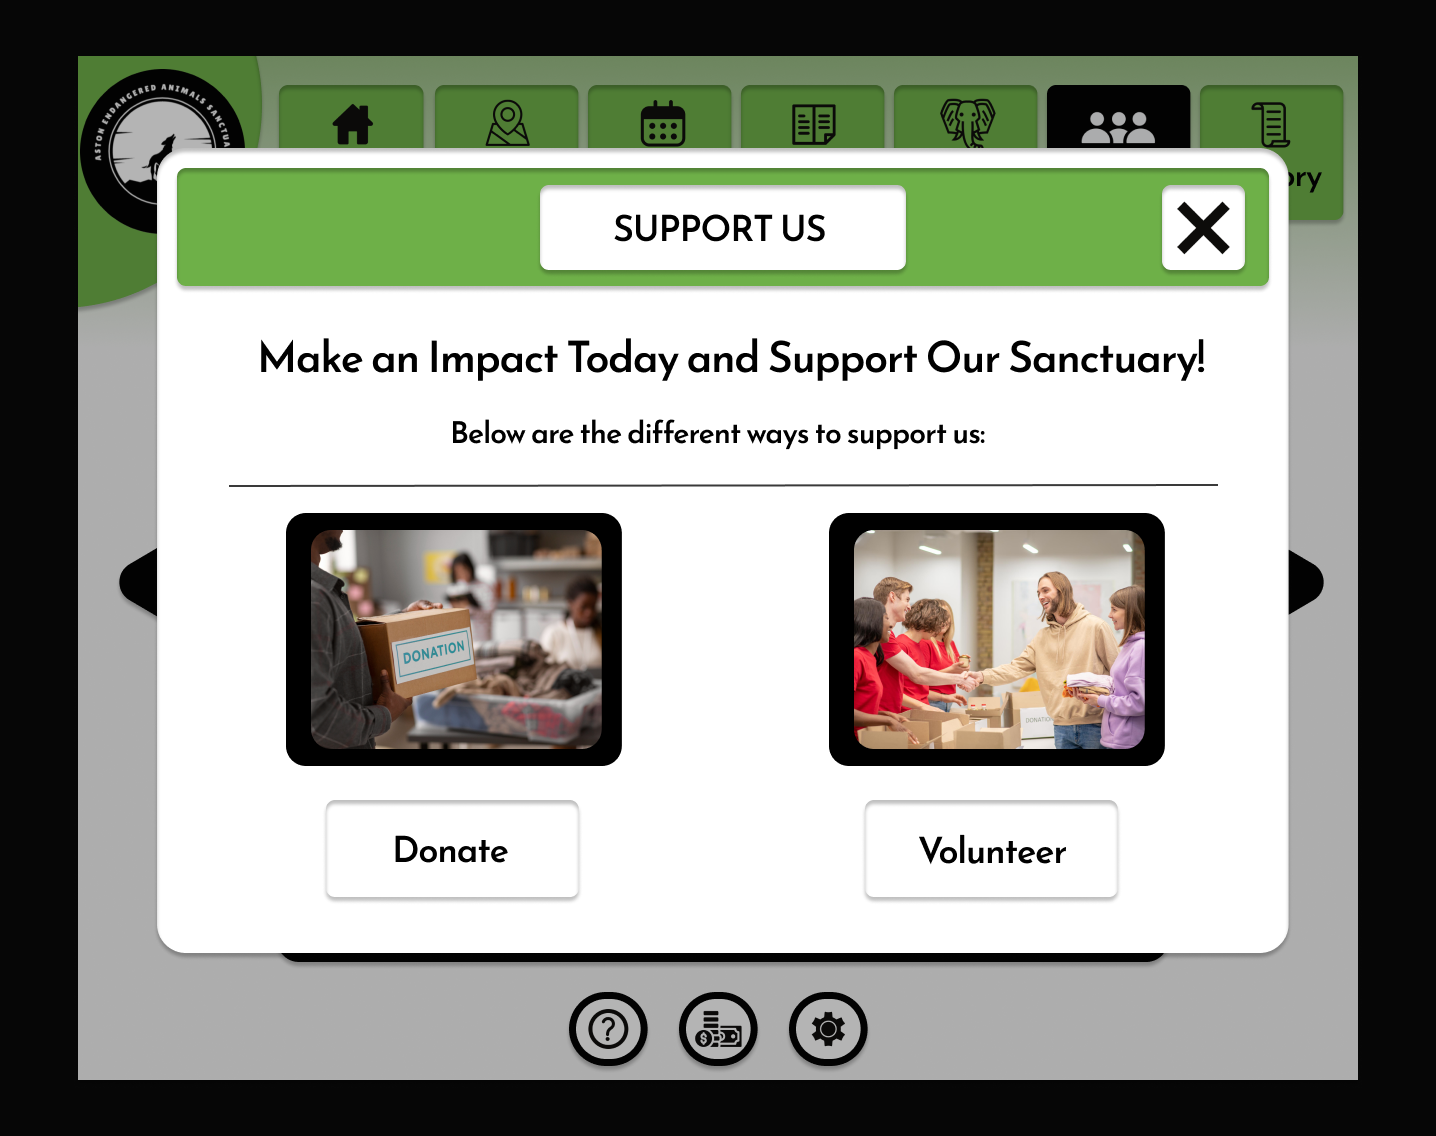 ASTON ENDANGERED ANIMALS
ory
SUPPORT US
Make an Impact Today and Support Our Sanctuary!
Below are the different ways to support us:
DONATION
DONATION
Donate
Volunteer